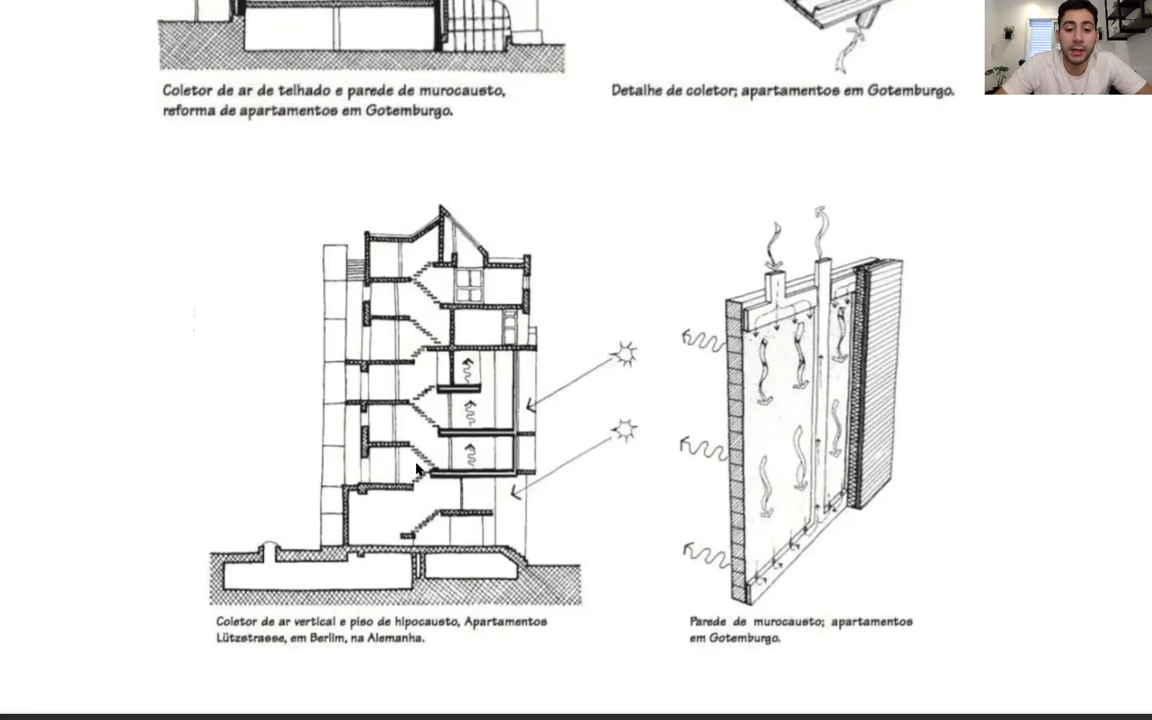 Coletor de ar de telhado e parede de murocausto,
reforma de apartamentos em Gotemburgo.
Detalhe de coletor; apartamentos em Gotemburgo.
Coletor de ar vertical e piso de hipocausto, Apartamentos
Lützstrasse, em Berlim, na Alemanha.
Parede de murocausto; apartamentos
em Gotemburgo.